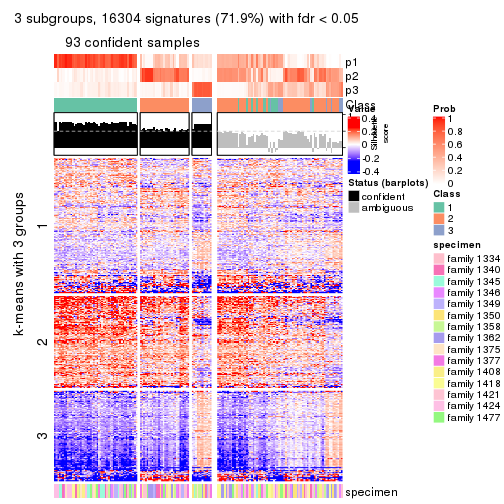 3 subgroups, 16304 signatures (71.9%) with fdr < 0.05
93 confident samples
p1
p2
p3
Class
k-means with 3 groups
1
2
3
specimen
Value
0.4
0.2
0
-0.2
-0.4
Silhouette
score
Status (barplots)
confident
ambiguous
Prob
1
0.8
0.6
0.4
0.2
0
Class
1
2
3
specimen
family 1334
family 1340
family 1345
family 1346
family 1349
family 1350
family 1358
family 1362
family 1375
family 1377
family 1408
family 1418
family 1421
family 1424
family 1477